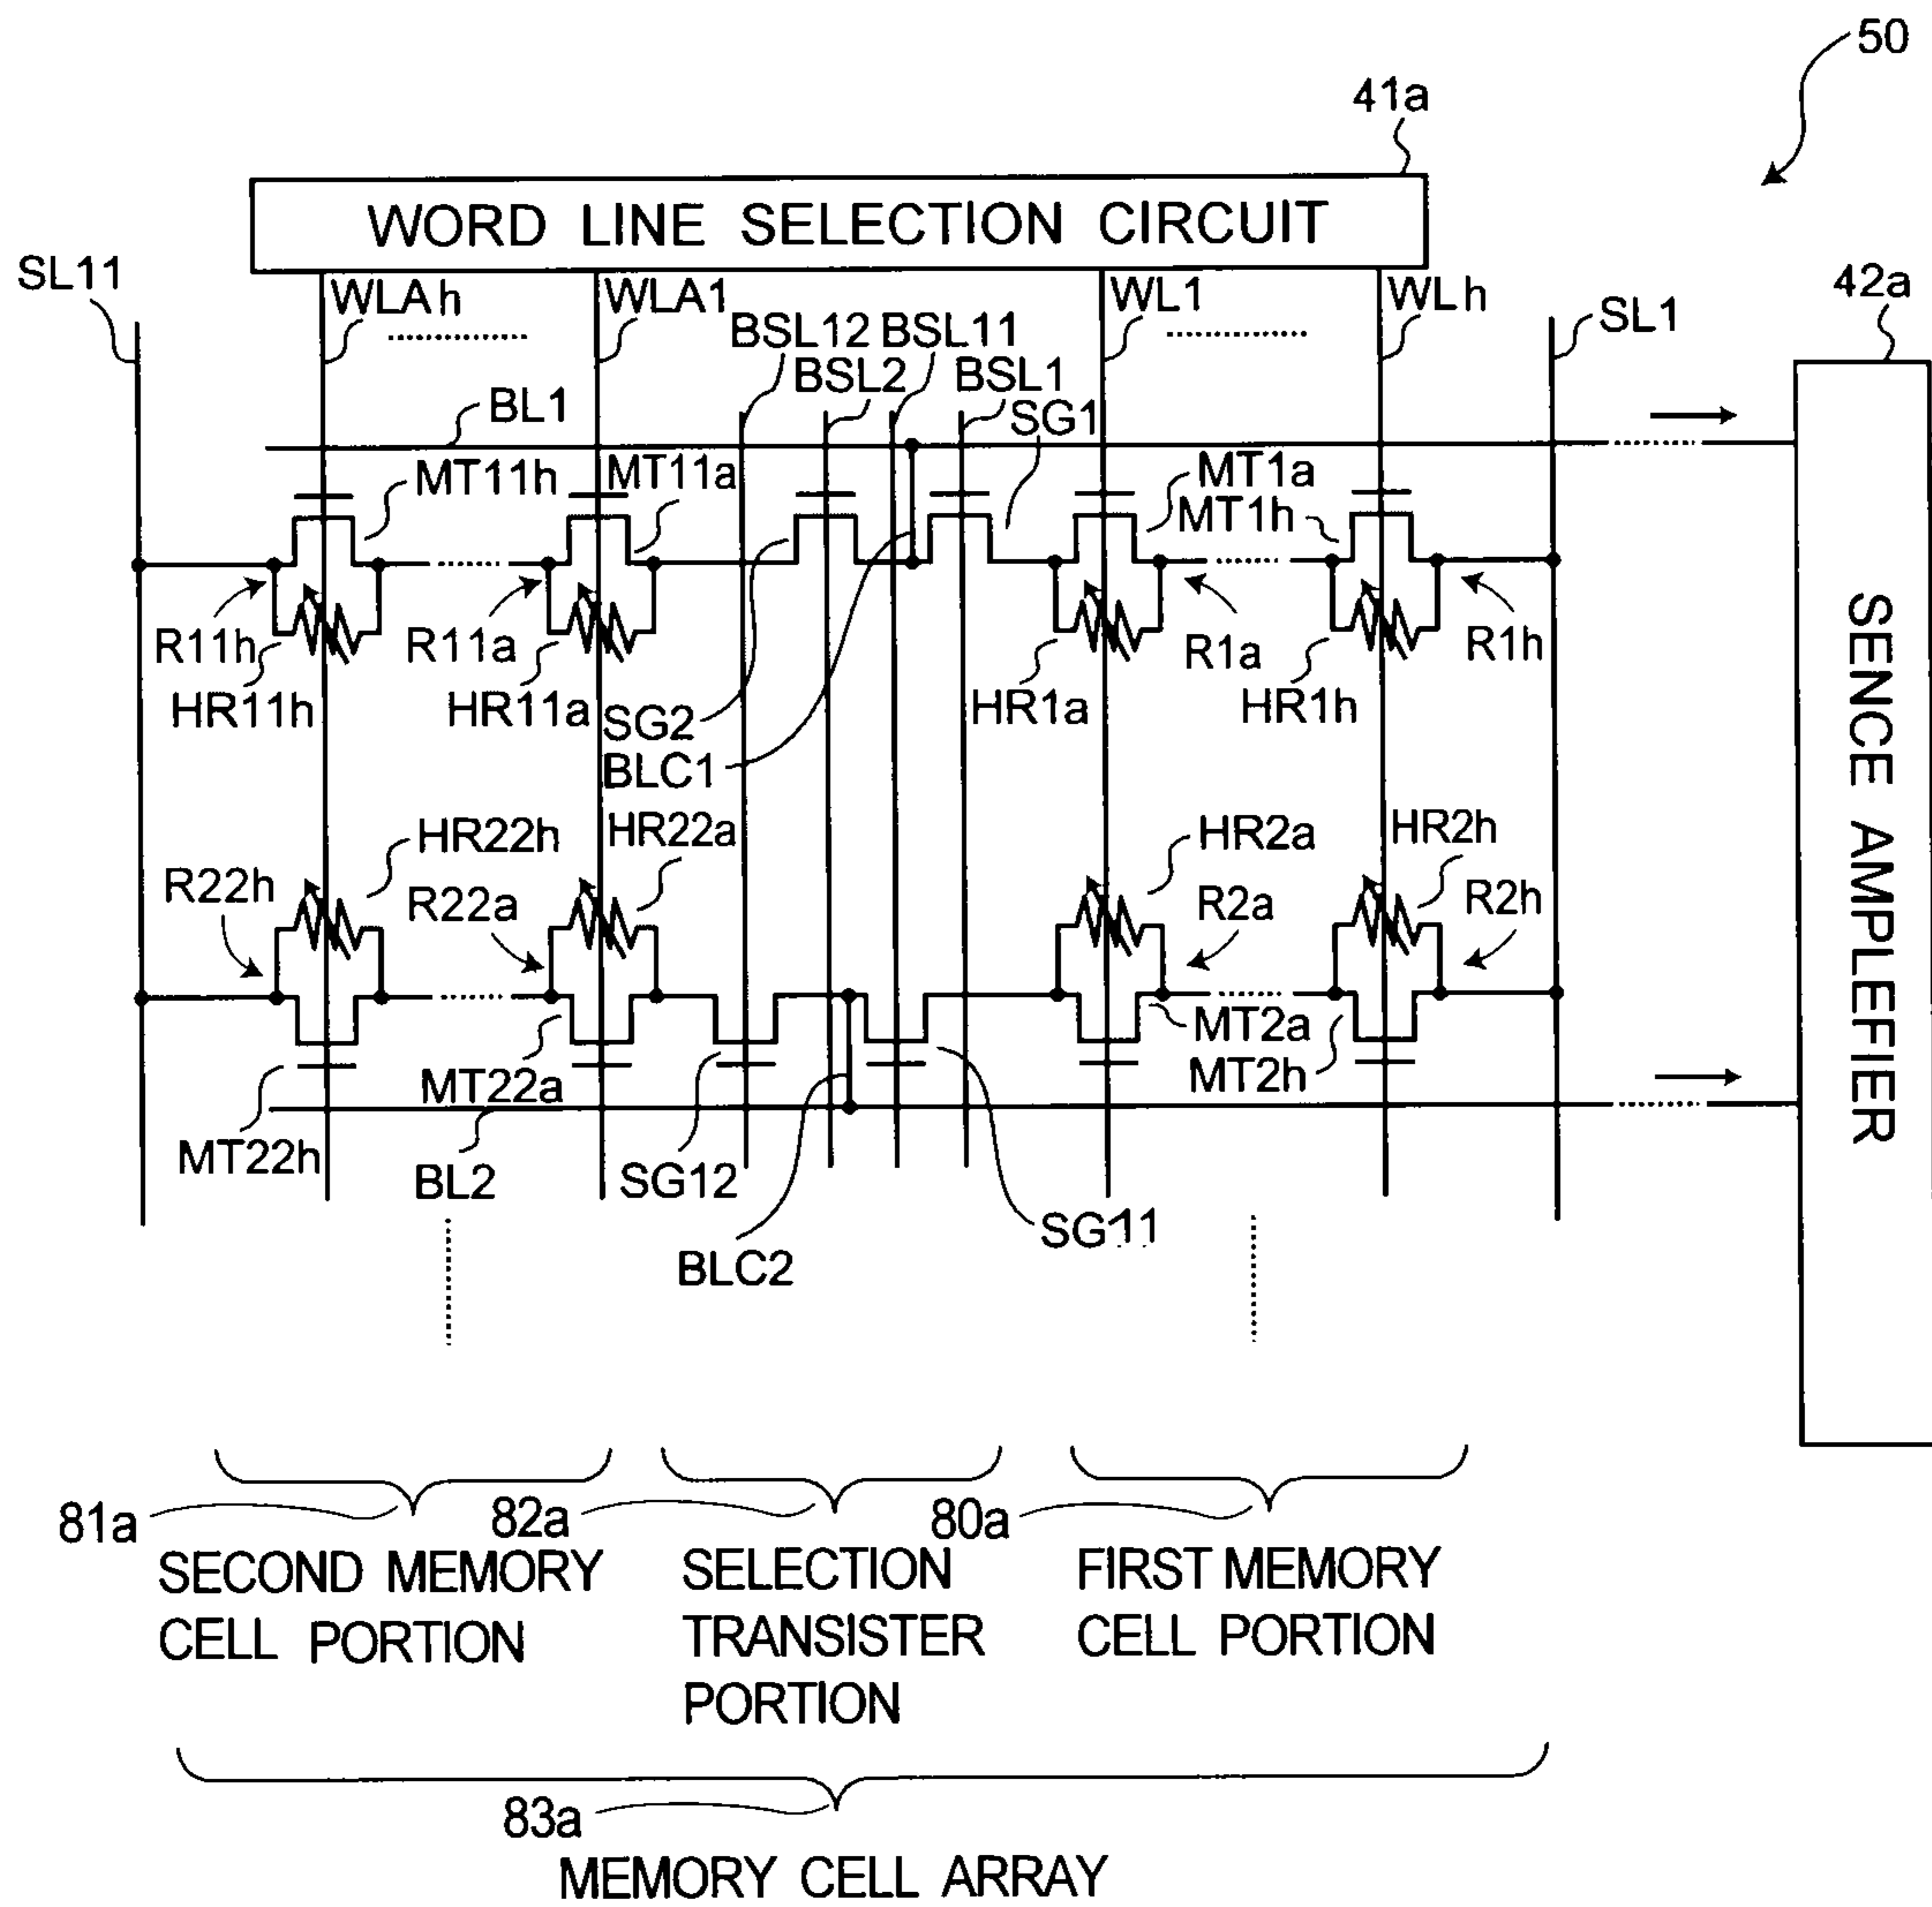 50
41a
WORD LINE SELECTION CIRCUIT
SL11
WLAh
WLA1
WL1
WLh
SL1
42a
BSL12 BSL11
BSL2 BSL1
BL1
SG1
MT11h
MT11a
MT1a
MT1h
R11h
R11a
R1a
R1h
HR11h
HR11a
SG2
HR1a
HR1h
BLC1
SENCE AMPLEFIER
HR22h
HR22a
HR2a
HR2h
R22h
R22a
R2a
R2h
MT2a
MT22a
MT2h
MT22h
BL2
SG12
SG11
BLC2
81a
82a
80a
SECOND MEMORY
CELL PORTION
SELECTION
TRANSISTER
PORTION
FIRST MEMORY
CELL PORTION
83a
MEMORY CELL ARRAY